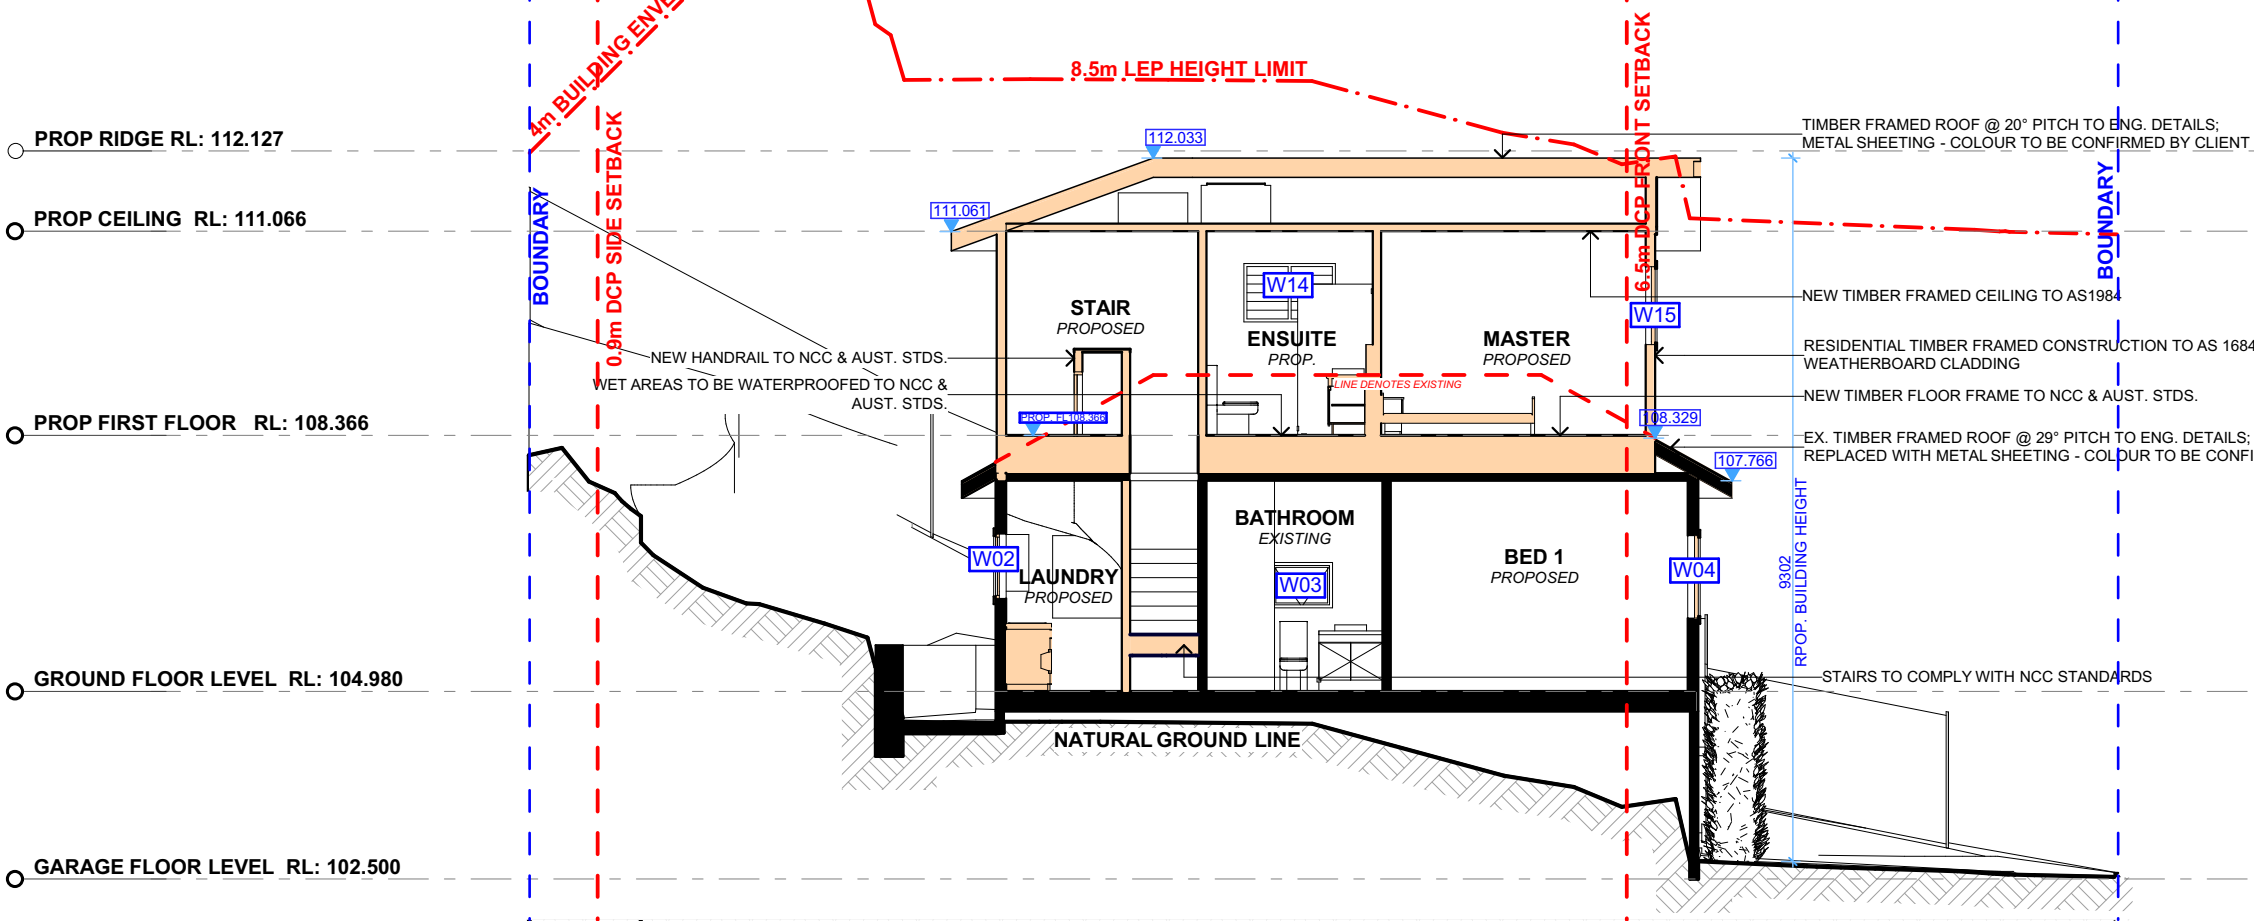 4m BUILDING ENVE
8.5m LEP HEIGHT LIMIT
6.5m DCP FRONT SETBACK
0.9m DCP SIDE SETBACK
BOUNDARY
BOUNDARY
PROP RIDGE RL: 112.127
PROP CEILING RL: 111.066
PROP FIRST FLOOR RL: 108.366
GROUND FLOOR LEVEL RL: 104.980
GARAGE FLOOR LEVEL RL: 102.500
112.033
111.061
TIMBER FRAMED ROOF @ 20° PITCH TO ENG. DETAILS;
METAL SHEETING - COLOUR TO BE CONFIRMED BY CLIENT
NEW TIMBER FRAMED CEILING TO AS1984
RESIDENTIAL TIMBER FRAMED CONSTRUCTION TO AS 1684
WEATHERBOARD CLADDING
NEW TIMBER FLOOR FRAME TO NCC & AUST. STDS.
EX. TIMBER FRAMED ROOF @ 29° PITCH TO ENG. DETAILS;
REPLACED WITH METAL SHEETING - COLOUR TO BE CONFI
STAIRS TO COMPLY WITH NCC STANDARDS
NEW HANDRAIL TO NCC & AUST. STDS.
WET AREAS TO BE WATERPROOFED TO NCC &
AUST. STDS.
STAIR
PROPOSED
W14
ENSUITE
PROP.
MASTER
PROPOSED
W15
LINE DENOTES EXISTING
PROP. FL108.366
108.329
107.766
W02
LAUNDRY
PROPOSED
BATHROOM
EXISTING
W03
BED 1
PROPOSED
W04
9302
RPOP. BUILDING HEIGHT
NATURAL GROUND LINE